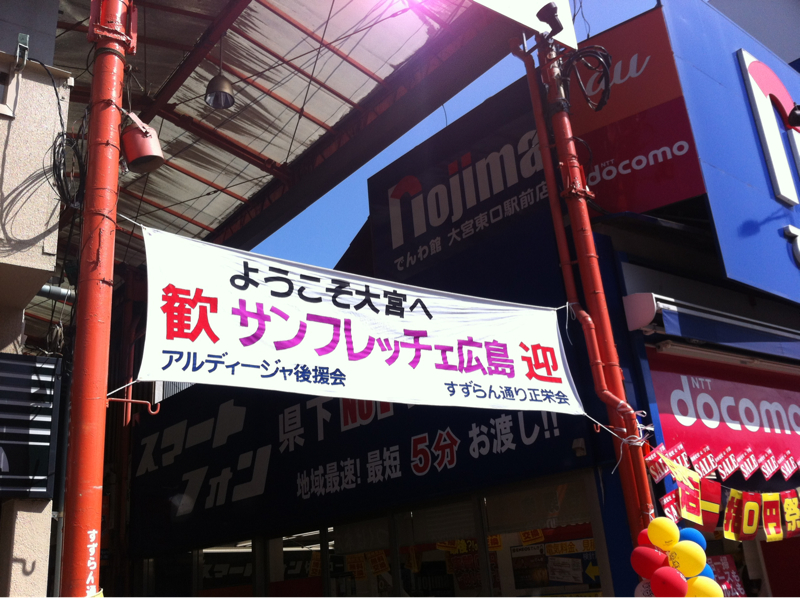 au
NTT docomo
nojima
でんわ館 大宮東口駅前店
ようこそ大宮へ
歓 サンフレッチェ広島 迎
アルディージャ後援会
すずらん通り正栄会
スマート
フォン
県下
地域最速!最短5分お渡し!!
NTT
docomo
SALE SALE SALE SALE SALE SALE
円祭
すずらん通